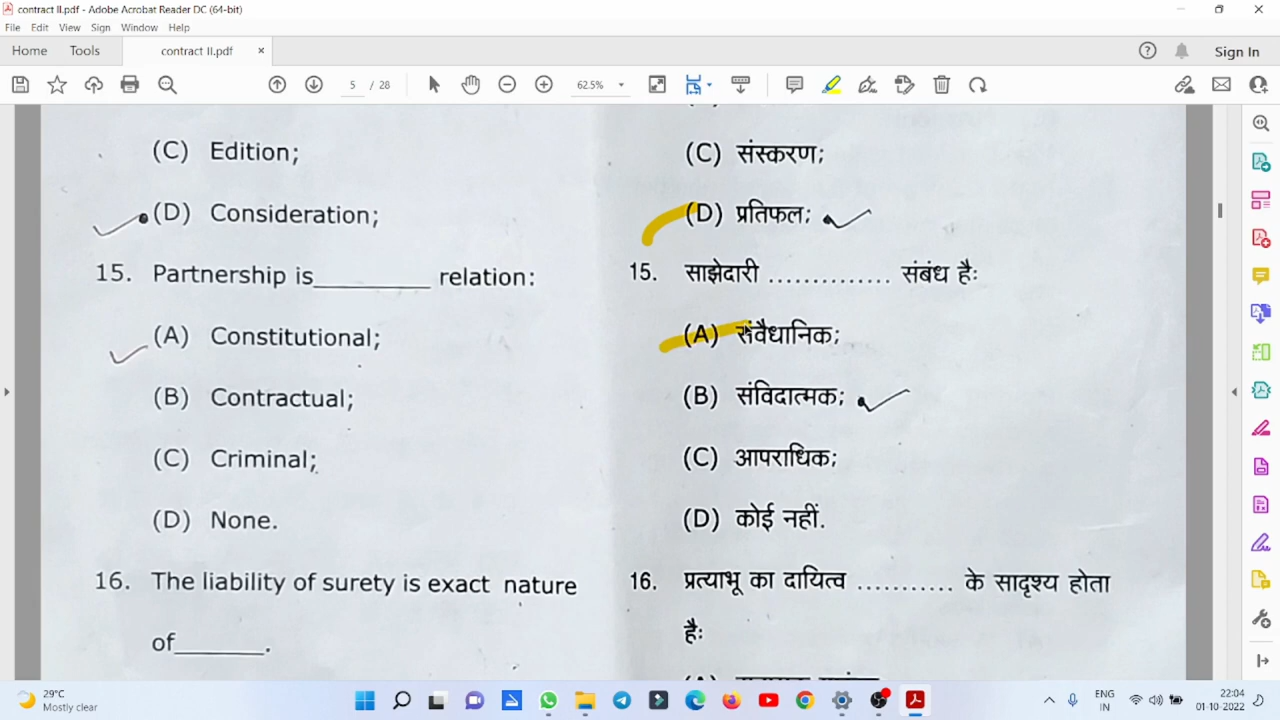 contract II.pdf - Adobe Acrobat Reader DC (64-bit)
File Edit View Sign Window Help
Home Tools contract II.pdf × Sign In
5 / 28 62.5%
(C) Edition;
(D) Consideration;
15. Partnership is_________ relation:
(A) Constitutional;
(B) Contractual;
(C) Criminal;
(D) None.
16. The liability of surety is exact nature
of_______.
(C) संस्करण;
(D) प्रतिफल;
15. साझेदारी .............. संबंध हैः
(A) संवैधानिक;
(B) संविदात्मक;
(C) आपराधिक;
(D) कोई नहीं.
16. प्रत्याभू का दायित्व ........... के सादृश्य होता
हैः
29°C
Mostly clear
ENG
IN
22:04
01-10-2022